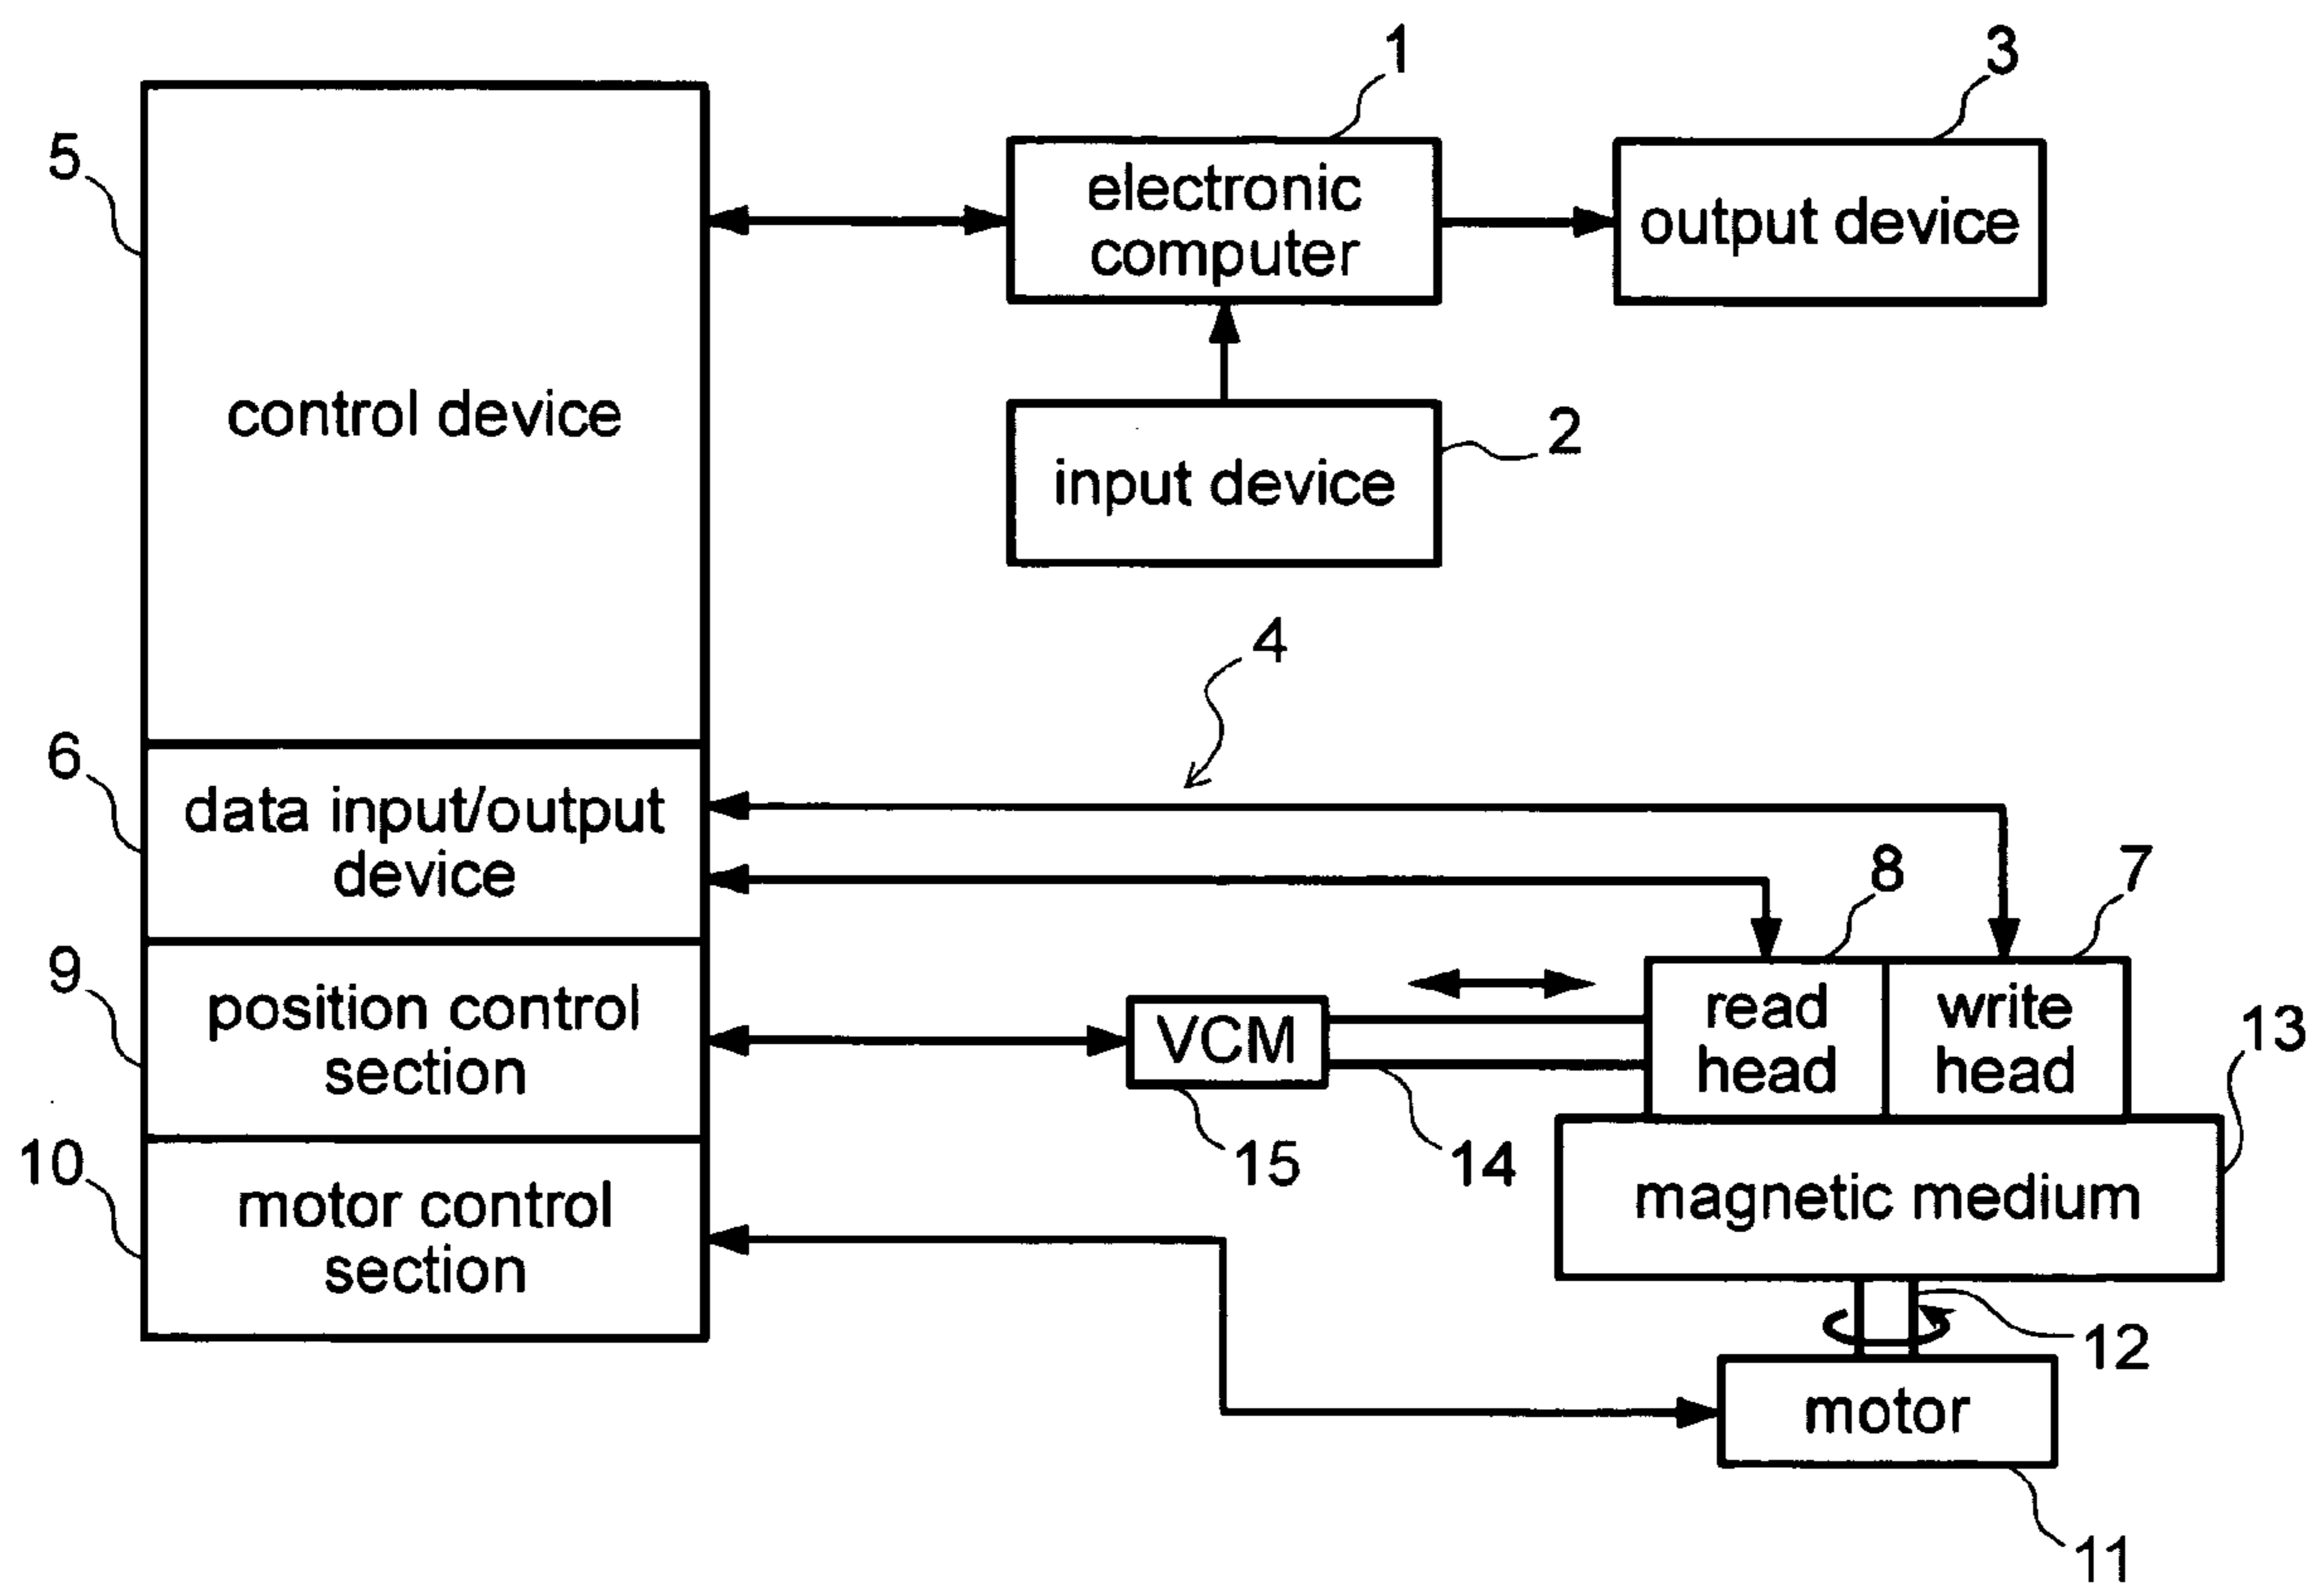 1
3
5
electronic
computer
output device
control device
2
input device
4
6
data input/output
device
8
7
9
position control
section
VCM
read
head
write
head
13
15
14
10
motor control
section
magnetic medium
12
motor
11